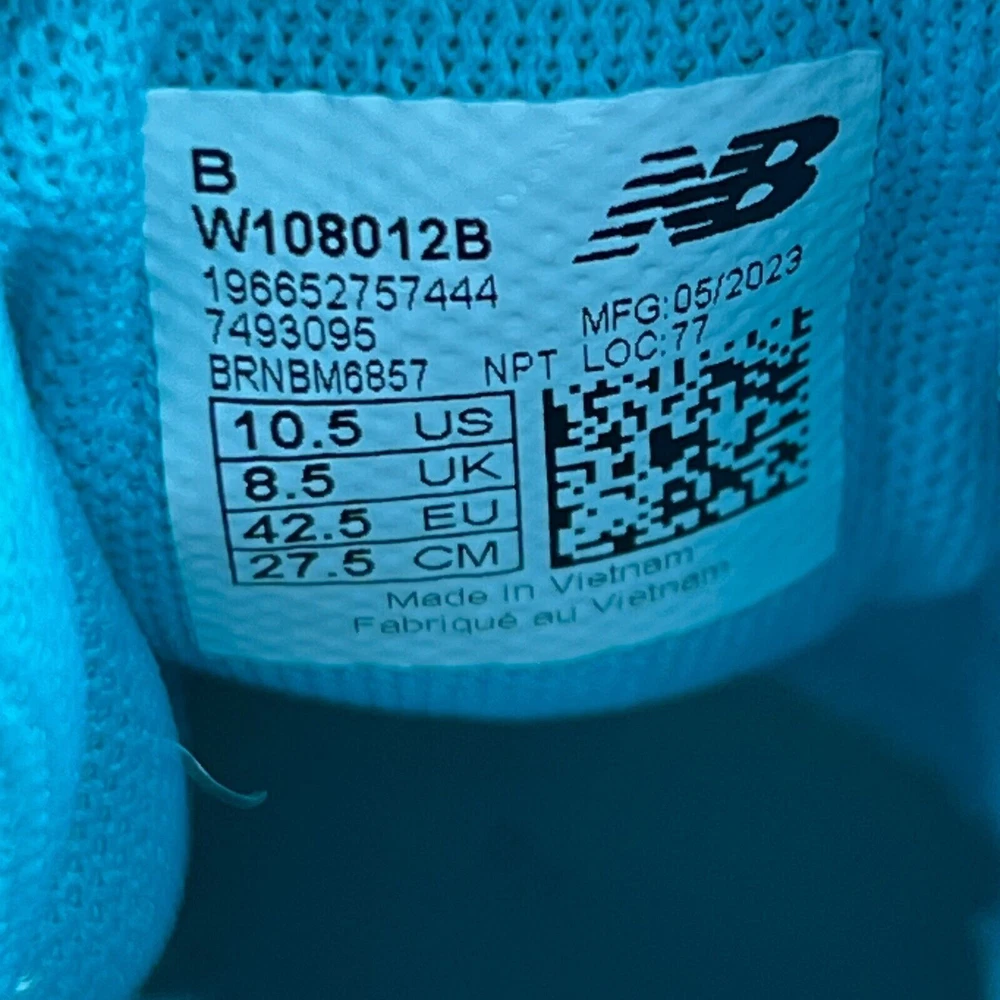 B
W108012B
196652757444
7493095
BRNBM6857 NPT
NB
MFG:05/2023
LOC:77
10.5 US
8.5 UK
42.5 EU
27.5 CM
Made in Vietnam
Fabriqué au Vietnam